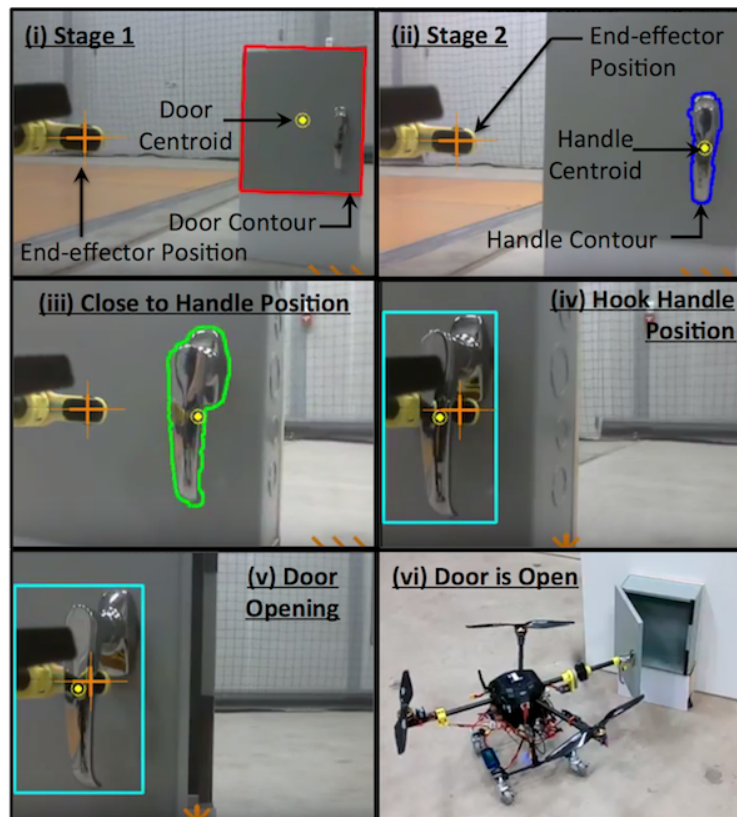 (i) Stage 1
Door
Centroid
Door Contour
End-effector Position
(ii) Stage 2
End-effector
Position
Handle
Centroid
Handle Contour
(iii) Close to Handle Position
(iv) Hook Handle
Position
(v) Door
Opening
(vi) Door is Open